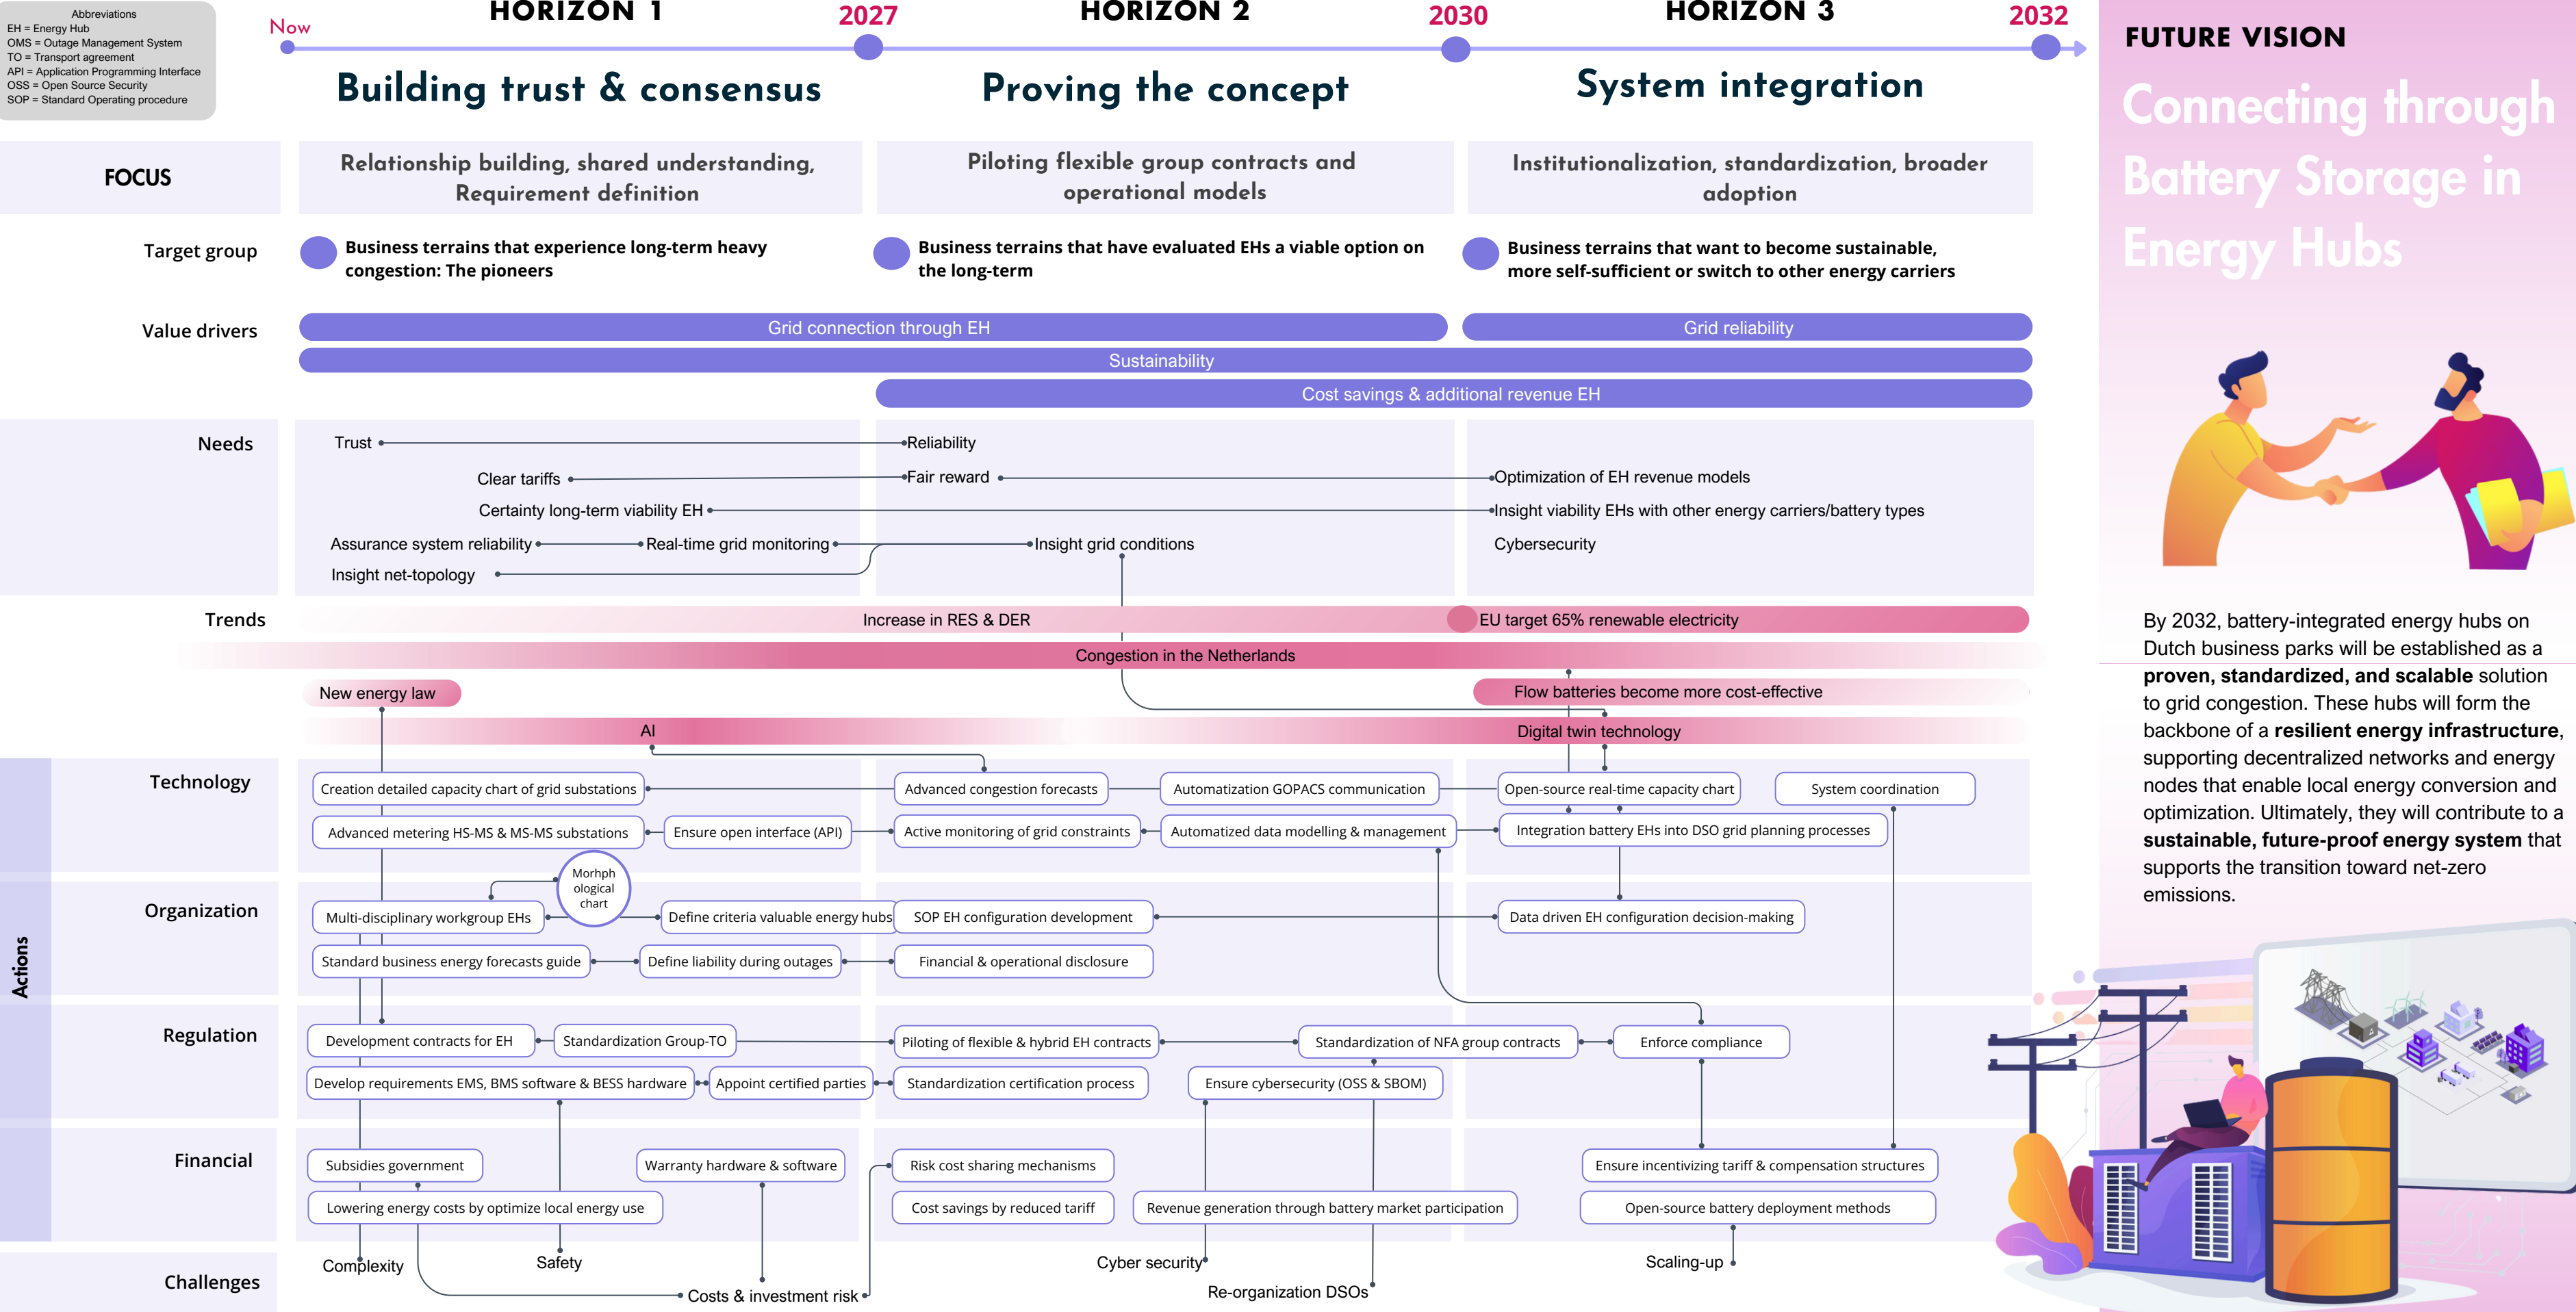 Abbreviations
EH = Energy Hub
OMS = Outage Management System
TO = Transport agreement
API = Application Programming Interface
OSS = Open Source Security
SOP = Standard Operating procedure
HORIZON 1
HORIZON 2
HORIZON 3
Now
2027
2030
2032
Building trust & consensus
Proving the concept
System integration
FOCUS
Relationship building, shared understanding,
Requirement definition
Piloting flexible group contracts and
operational models
Institutionalization, standardization, broader
adoption
Target group
Business terrains that experience long-term heavy
congestion: The pioneers
Business terrains that have evaluated EHs a viable option on
the long-term
Business terrains that want to become sustainable,
more self-sufficient or switch to other energy carriers
Value drivers
Grid connection through EH
Grid reliability
Sustainability
Cost savings & additional revenue EH
Needs
Trust
Reliability
Clear tariffs
Fair reward
Optimization of EH revenue models
Certainty long-term viability EH
Insight viability EHs with other energy carriers/battery types
Assurance system reliability
Real-time grid monitoring
Insight grid conditions
Cybersecurity
Insight net-topology
Trends
Increase in RES & DER
EU target 65% renewable electricity
Congestion in the Netherlands
New energy law
Flow batteries become more cost-effective
AI
Digital twin technology
Actions
Technology
Creation detailed capacity chart of grid substations
Advanced congestion forecasts
Automatization GOPACS communication
Open-source real-time capacity chart
System coordination
Advanced metering HS-MS & MS-MS substations
Ensure open interface (API)
Active monitoring of grid constraints
Automatized data modelling & management
Integration battery EHs into DSO grid planning processes
Organization
Morhph
ological
chart
Multi-disciplinary workgroup EHs
Define criteria valuable energy hubs
SOP EH configuration development
Data driven EH configuration decision-making
Standard business energy forecasts guide
Define liability during outages
Financial & operational disclosure
Regulation
Development contracts for EH
Standardization Group-TO
Piloting of flexible & hybrid EH contracts
Standardization of NFA group contracts
Enforce compliance
Develop requirements EMS, BMS software & BESS hardware
Appoint certified parties
Standardization certification process
Ensure cybersecurity (OSS & SBOM)
Financial
Subsidies government
Warranty hardware & software
Risk cost sharing mechanisms
Ensure incentivizing tariff & compensation structures
Lowering energy costs by optimize local energy use
Cost savings by reduced tariff
Revenue generation through battery market participation
Open-source battery deployment methods
Challenges
Complexity
Safety
Costs & investment risk
Cyber security
Re-organization DSOs
Scaling-up
FUTURE VISION
Connecting through
Battery Storage in
Energy Hubs
By 2032, battery-integrated energy hubs on
Dutch business parks will be established as a
proven, standardized, and scalable solution
to grid congestion. These hubs will form the
backbone of a resilient energy infrastructure,
supporting decentralized networks and energy
nodes that enable local energy conversion and
optimization. Ultimately, they will contribute to a
sustainable, future-proof energy system that
supports the transition toward net-zero
emissions.